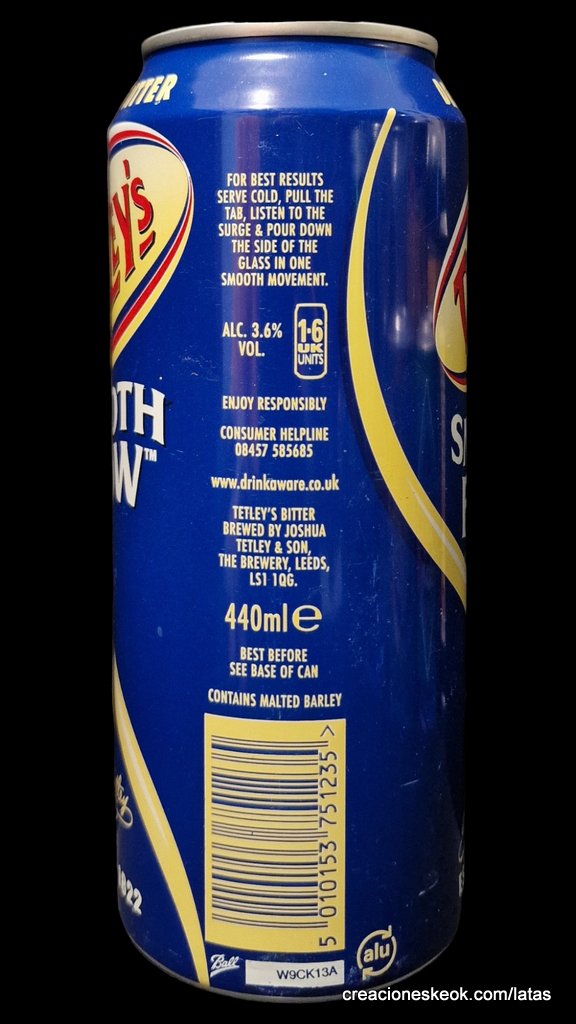 FOR BEST RESULTS
SERVE COLD, PULL THE
TAB, LISTEN TO THE
SURGE & POUR DOWN
THE SIDE OF THE
GLASS IN ONE
SMOOTH MOVEMENT.
ALC. 3.6%
VOL.
1·6
UK
UNITS
ENJOY RESPONSIBLY
CONSUMER HELPLINE
08457 585685
www.drinkaware.co.uk
TETLEY'S BITTER
BREWED BY JOSHUA
TETLEY & SON,
THE BREWERY, LEEDS,
LS1 1QG.
440ml e
BEST BEFORE
SEE BASE OF CAN
CONTAINS MALTED BARLEY
5 010153 751235 >
Ball
W9CK13A
alu
creacioneskeok.com/latas